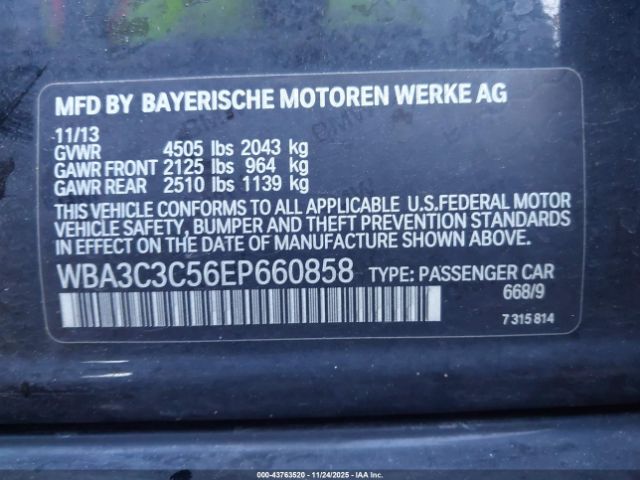 MFD BY BAYERISCHE MOTOREN WERKE AG
11/13
GVWR 4505 lbs 2043 kg
GAWR FRONT 2125 lbs 964 kg
GAWR REAR 2510 lbs 1139 kg
THIS VEHICLE CONFORMS TO ALL APPLICABLE U.S.FEDERAL MOTOR
VEHICLE SAFETY, BUMPER AND THEFT PREVENTION STANDARDS
IN EFFECT ON THE DATE OF MANUFACTURE SHOWN ABOVE.
WBA3C3C56EP660858 TYPE: PASSENGER CAR
668/9
7 315 814
000-43763520 - 11/24/2025 - IAA Inc. - Copyright